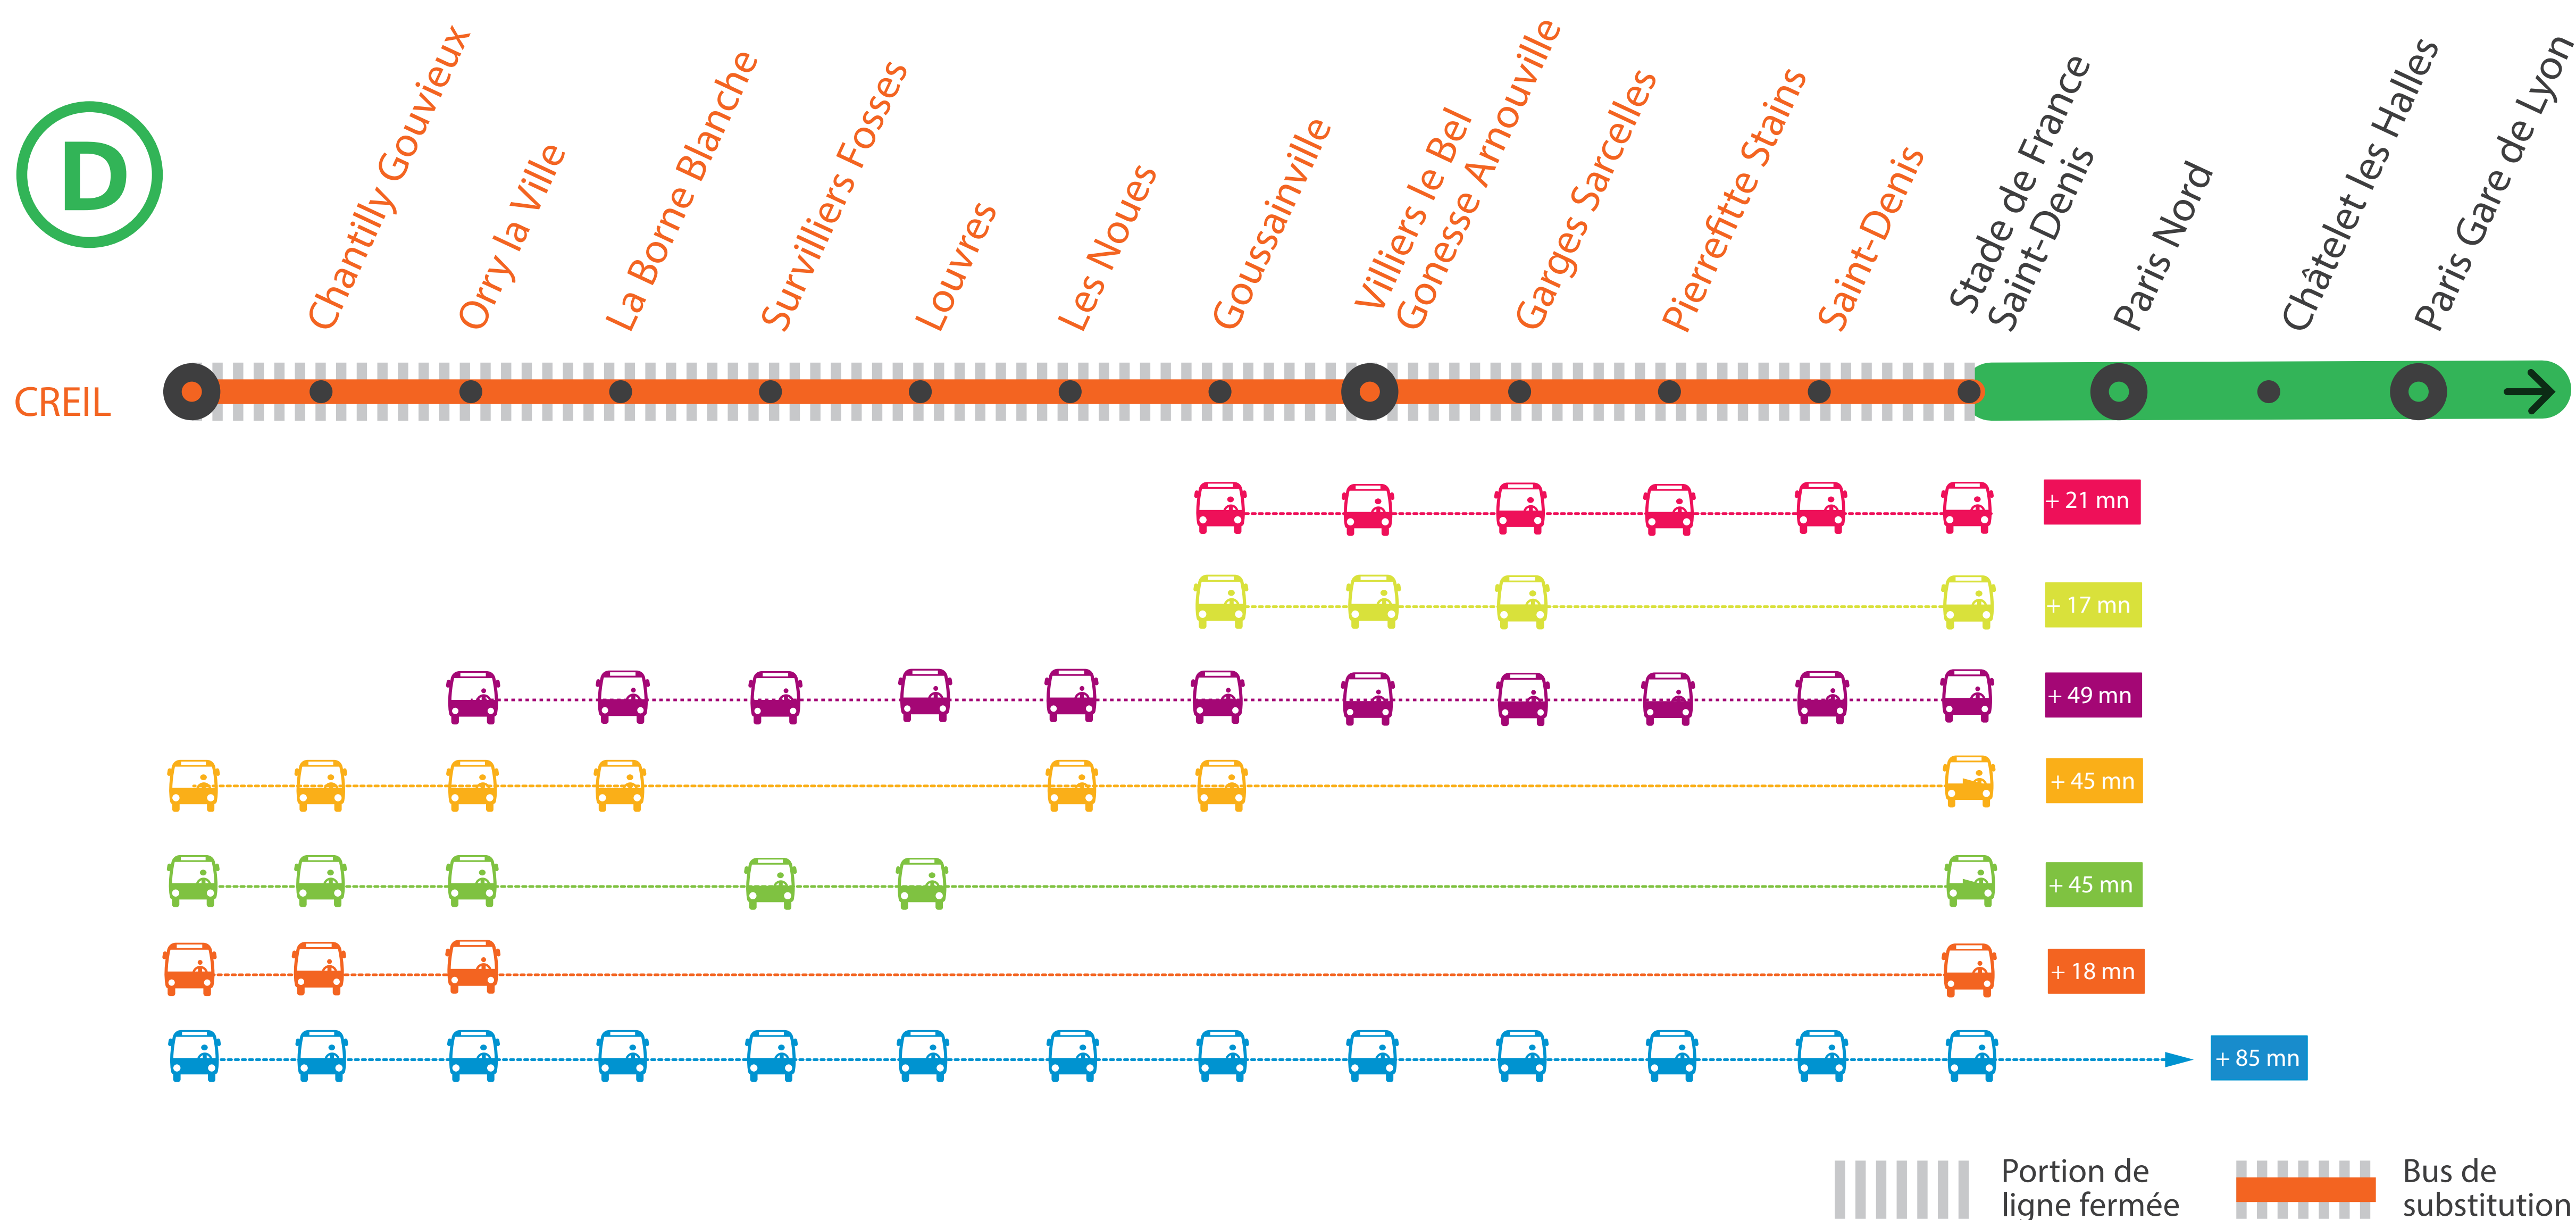 D
CREIL
Chantilly Gouvieux
Orry la Ville
La Borne Blanche
Survilliers Fosses
Louvres
Les Noues
Goussainville
Villiers le Bel
Gonesse Arnouville
Garges Sarcelles
Pierrefitte Stains
Saint-Denis
Stade de France
Saint-Denis
Paris Nord
Châtelet les Halles
Paris Gare de Lyon
+ 21 mn
+ 17 mn
+ 49 mn
+ 45 mn
+ 45 mn
+ 18 mn
+ 85 mn
Portion de
ligne fermée
Bus de
substitution